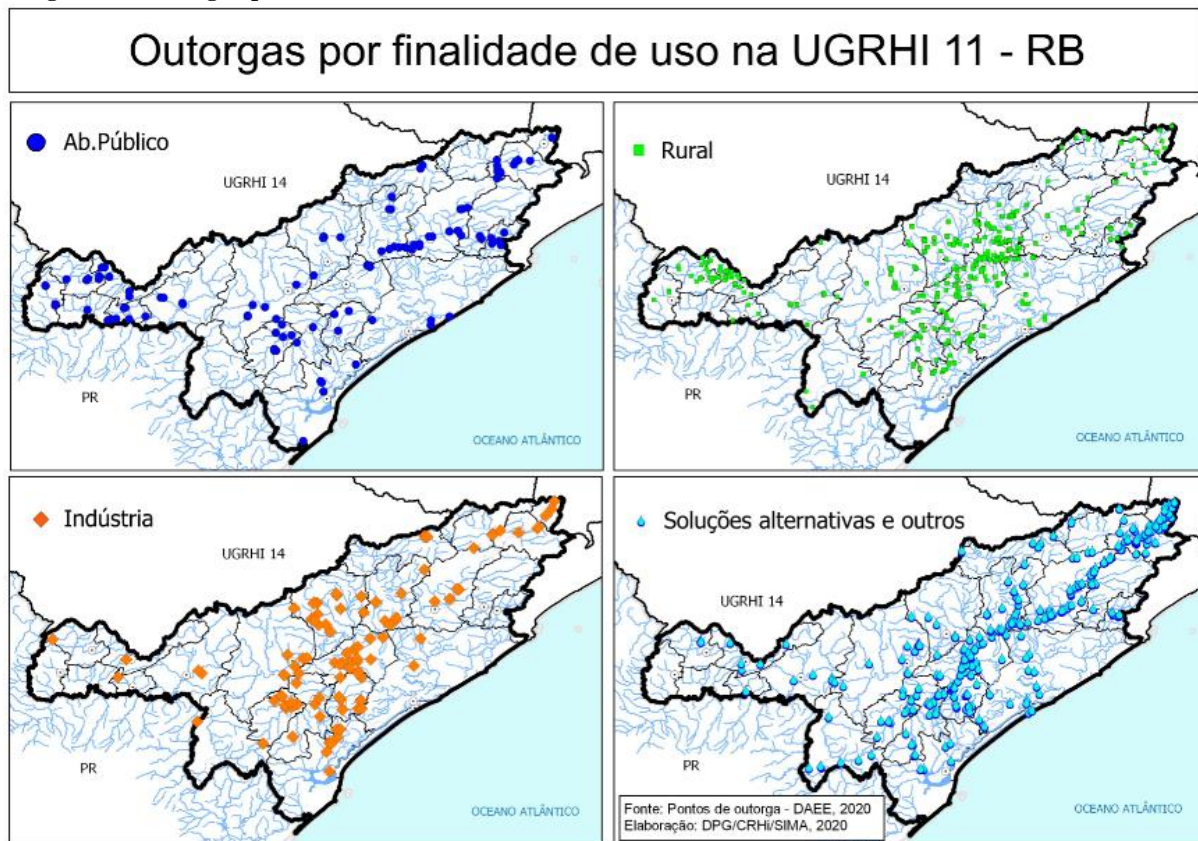 Outorgas por finalidade de uso na UGRHI 11 - RB
Ab.Público
UGRHI 14
PR
OCEANO ATLÂNTICO
Rural
UGRHI 14
PR
OCEANO ATLÂNTICO
Indústria
UGRHI 14
PR
OCEANO ATLÂNTICO
Soluções alternativas e outros
UGRHI 14
PR
OCEANO ATLÂNTICO
Fonte: Pontos de outorga - DAEE, 2020
Elaboração: DPG/CRHi/SIMA, 2020